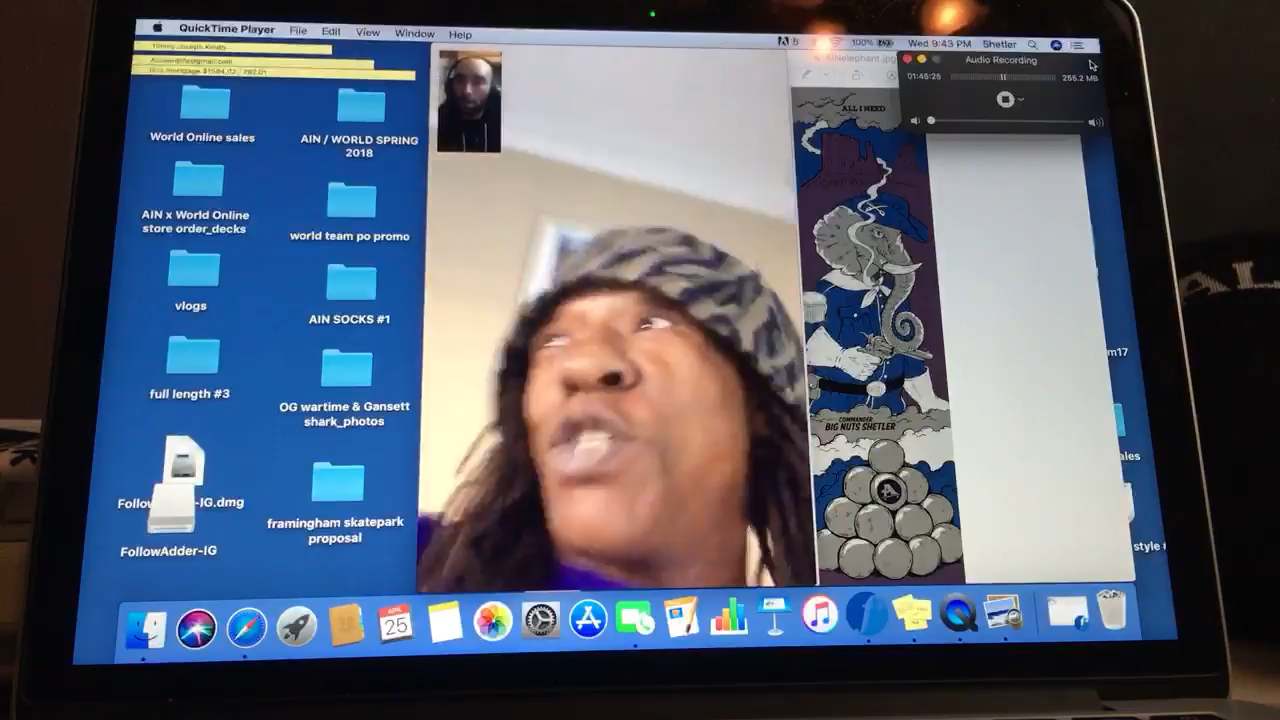 QuickTime Player File Edit View Window Help
100% Wed 9:43 PM Shetler
Audio Recording
01:45:25
255.2 MB
ALL I NEED
World Online sales
AIN / WORLD SPRING
2018
AIN x World Online
store order_decks
world team po promo
vlogs
AIN SOCKS #1
full length #3
OG wartime & Gansett
shark_photos
-IG.dmg
FollowAdder-IG
framingham skatepark
proposal
COMMANDER
BIG NUTS SHETLER
A
m17
ales
style #
25
AL